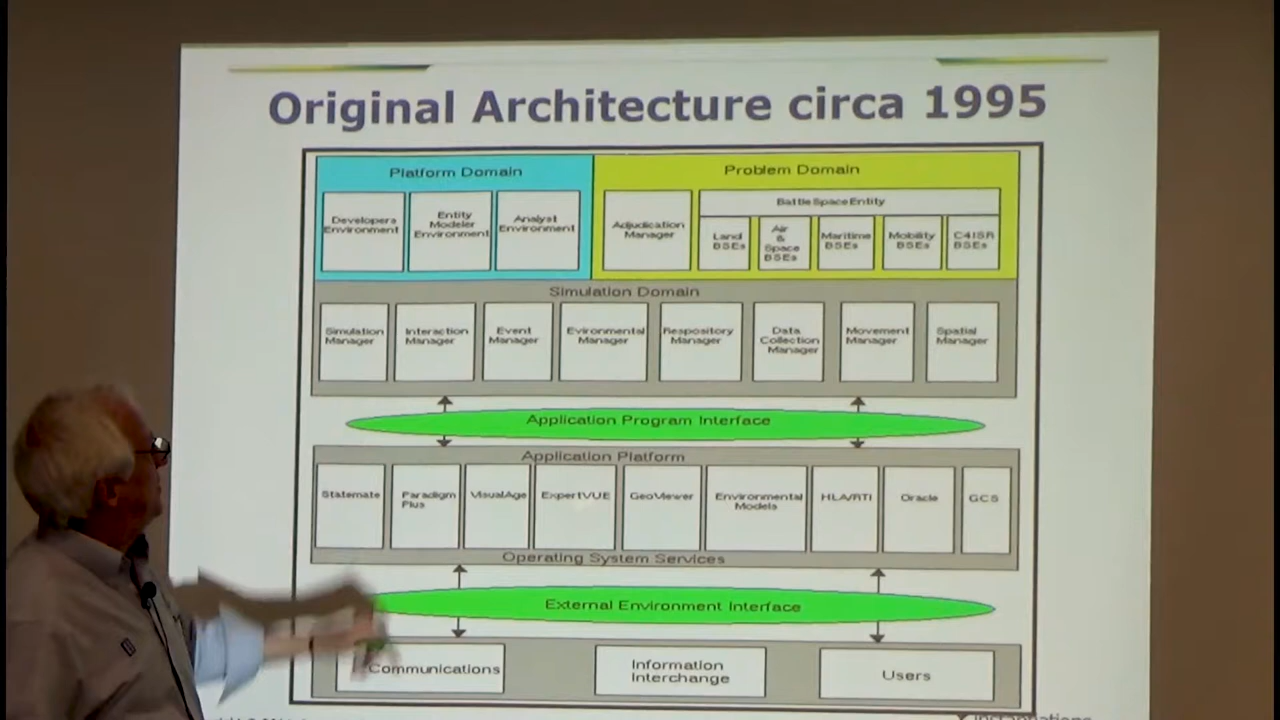 Original Architecture circa 1995
Platform Domain
Problem Domain
Developers
Environment
Entity
Modeler
Environment
Analyst
Environment
Adjudication
Manager
Battle Space Entity
Land
BSEs
Air
&
Space
BSEs
Maritime
BSEs
Mobility
BSEs
C4ISR
BSEs
Simulation Domain
Simulation
Manager
Interaction
Manager
Event
Manager
Evironmental
Manager
Respository
Manager
Data
Collection
Manager
Movement
Manager
Spatial
Manager
Application Program Interface
Application Platform
Statemate
Paradigm
Plus
VisualAge
ExpertVUE
GeoViewer
Environmental
Models
HLA/RTI
Oracle
GCS
Operating System Services
External Environment Interface
Communications
Information
Interchange
Users